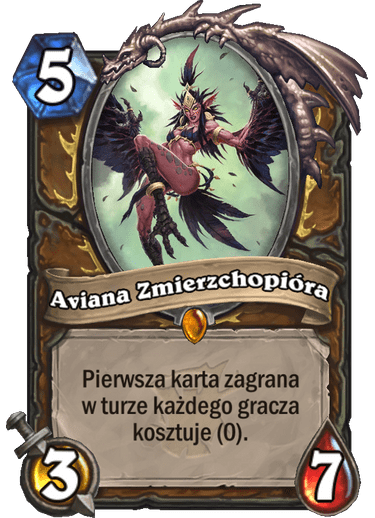 5
Aviana Zmierzchopióra
Pierwsza karta zagrana
w turze każdego gracza
kosztuje (0).
3
7